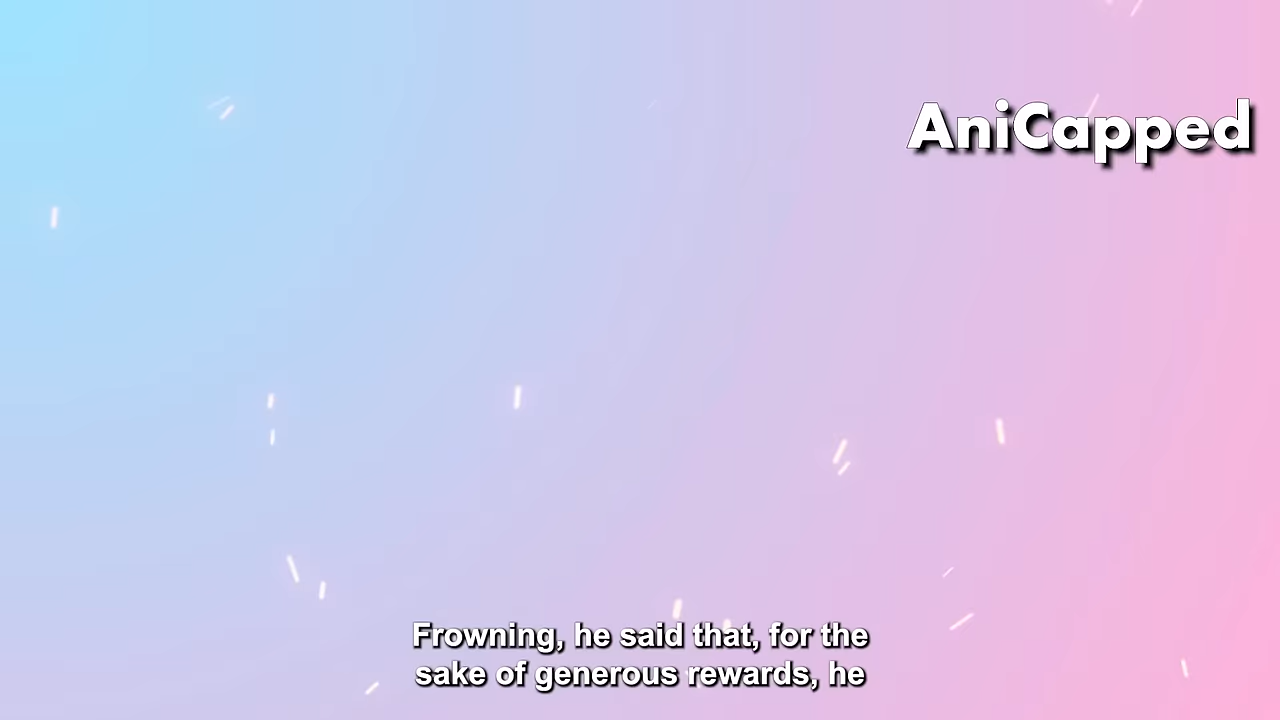 AniCapped
Frowning, he said that, for the
sake of generous rewards, he